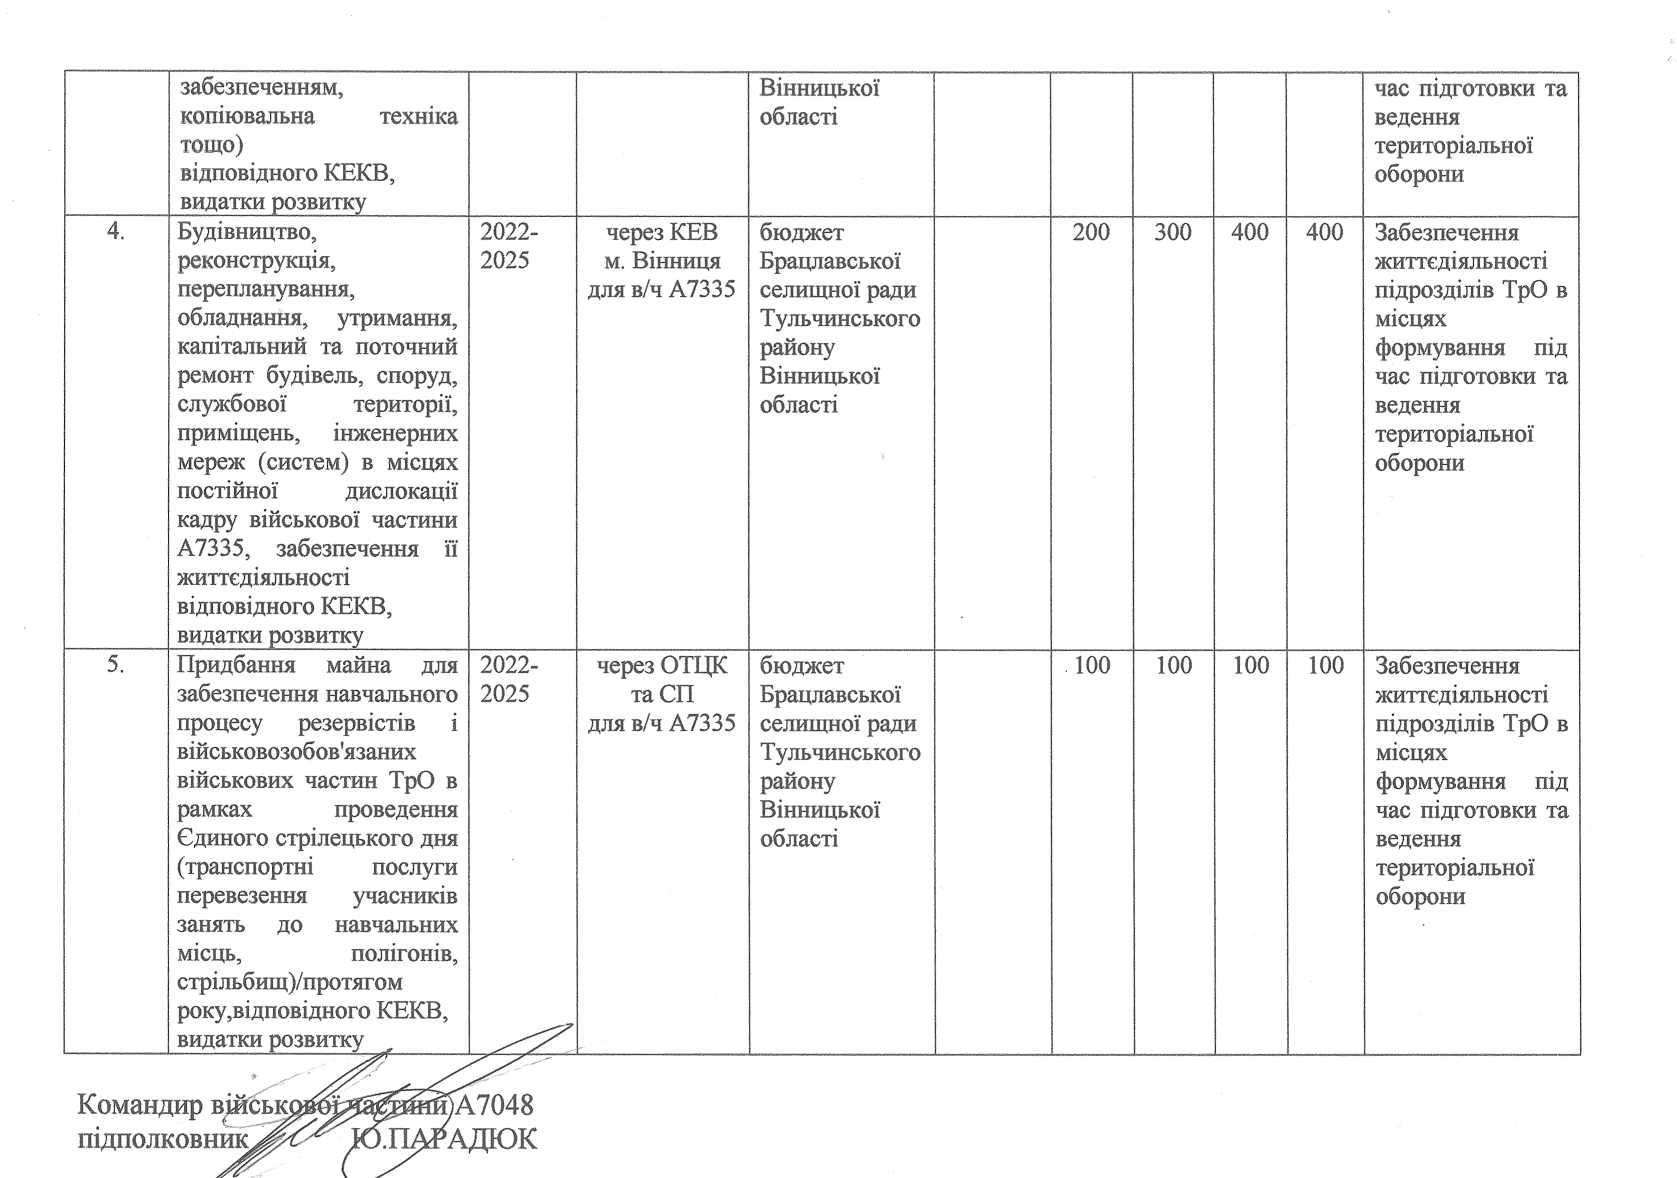 забезпеченням,
копіювальна техніка
тощо)
відповідного КЕКВ,
видатки розвитку
Вінницької
області
час підготовки та
ведення
територіальної
оборони
4.
Будівництво,
реконструкція,
перепланування,
обладнання, утримання,
капітальний та поточний
ремонт будівель, споруд,
службової території,
приміщень, інженерних
мереж (систем) в місцях
постійної дислокації
кадру військової частини
А7335, забезпечення її
життєдіяльності
відповідного КЕКВ,
видатки розвитку
2022-
2025
через КЕВ
м. Вінниця
для в/ч А7335
бюджет
Брацлавської
селищної ради
Тульчинського
району
Вінницької
області
200
300
400
400
Забезпечення
життєдіяльності
підрозділів ТрО в
місцях
формування під
час підготовки та
ведення
територіальної
оборони
5.
Придбання майна для
забезпечення навчального
процесу резервістів і
військовозобов'язаних
військових частин ТрО в
рамках проведення
Єдиного стрілецького дня
(транспортні послуги
перевезення учасників
занять до навчальних
місць, полігонів,
стрільбищ)/протягом
року,відповідного КЕКВ,
видатки розвитку
2022-
2025
через ОТЦК
та СП
для в/ч А7335
бюджет
Брацлавської
селищної ради
Тульчинського
району
Вінницької
області
100
100
100
100
Забезпечення
життєдіяльності
підрозділів ТрО в
місцях
формування під
час підготовки та
ведення
територіальної
оборони
Командир військової частини А7048
підполковник Ю.ПАРАДЮК